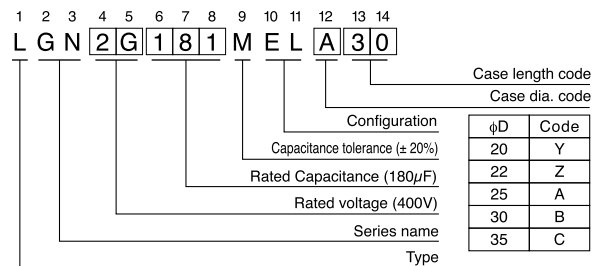 1 2 3 4 5 6 7 8 9 10 11 12 13 14
L G N 2 G 1 8 1 M E L A 3 0
Case length code
Case dia. code
Configuration
Capacitance tolerance (± 20%)
Rated Capacitance (180µF)
Rated voltage (400V)
Series name
Type
φD Code
20 Y
22 Z
25 A
30 B
35 C